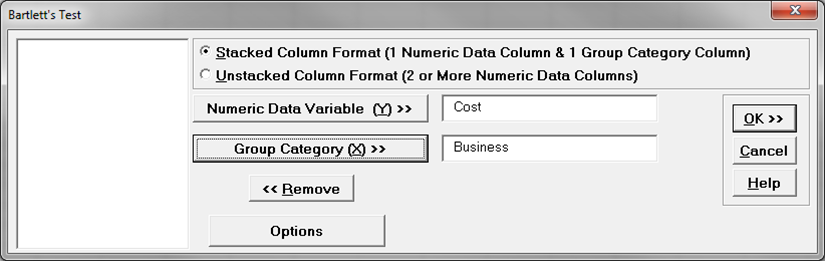 Bartlett's Test
Stacked Column Format (1 Numeric Data Column & 1 Group Category Column)
Unstacked Column Format (2 or More Numeric Data Columns)
Numeric Data Variable (Y) >> Cost
OK >>
Group Category (X) >> Business
Cancel
<< Remove
Help
Options